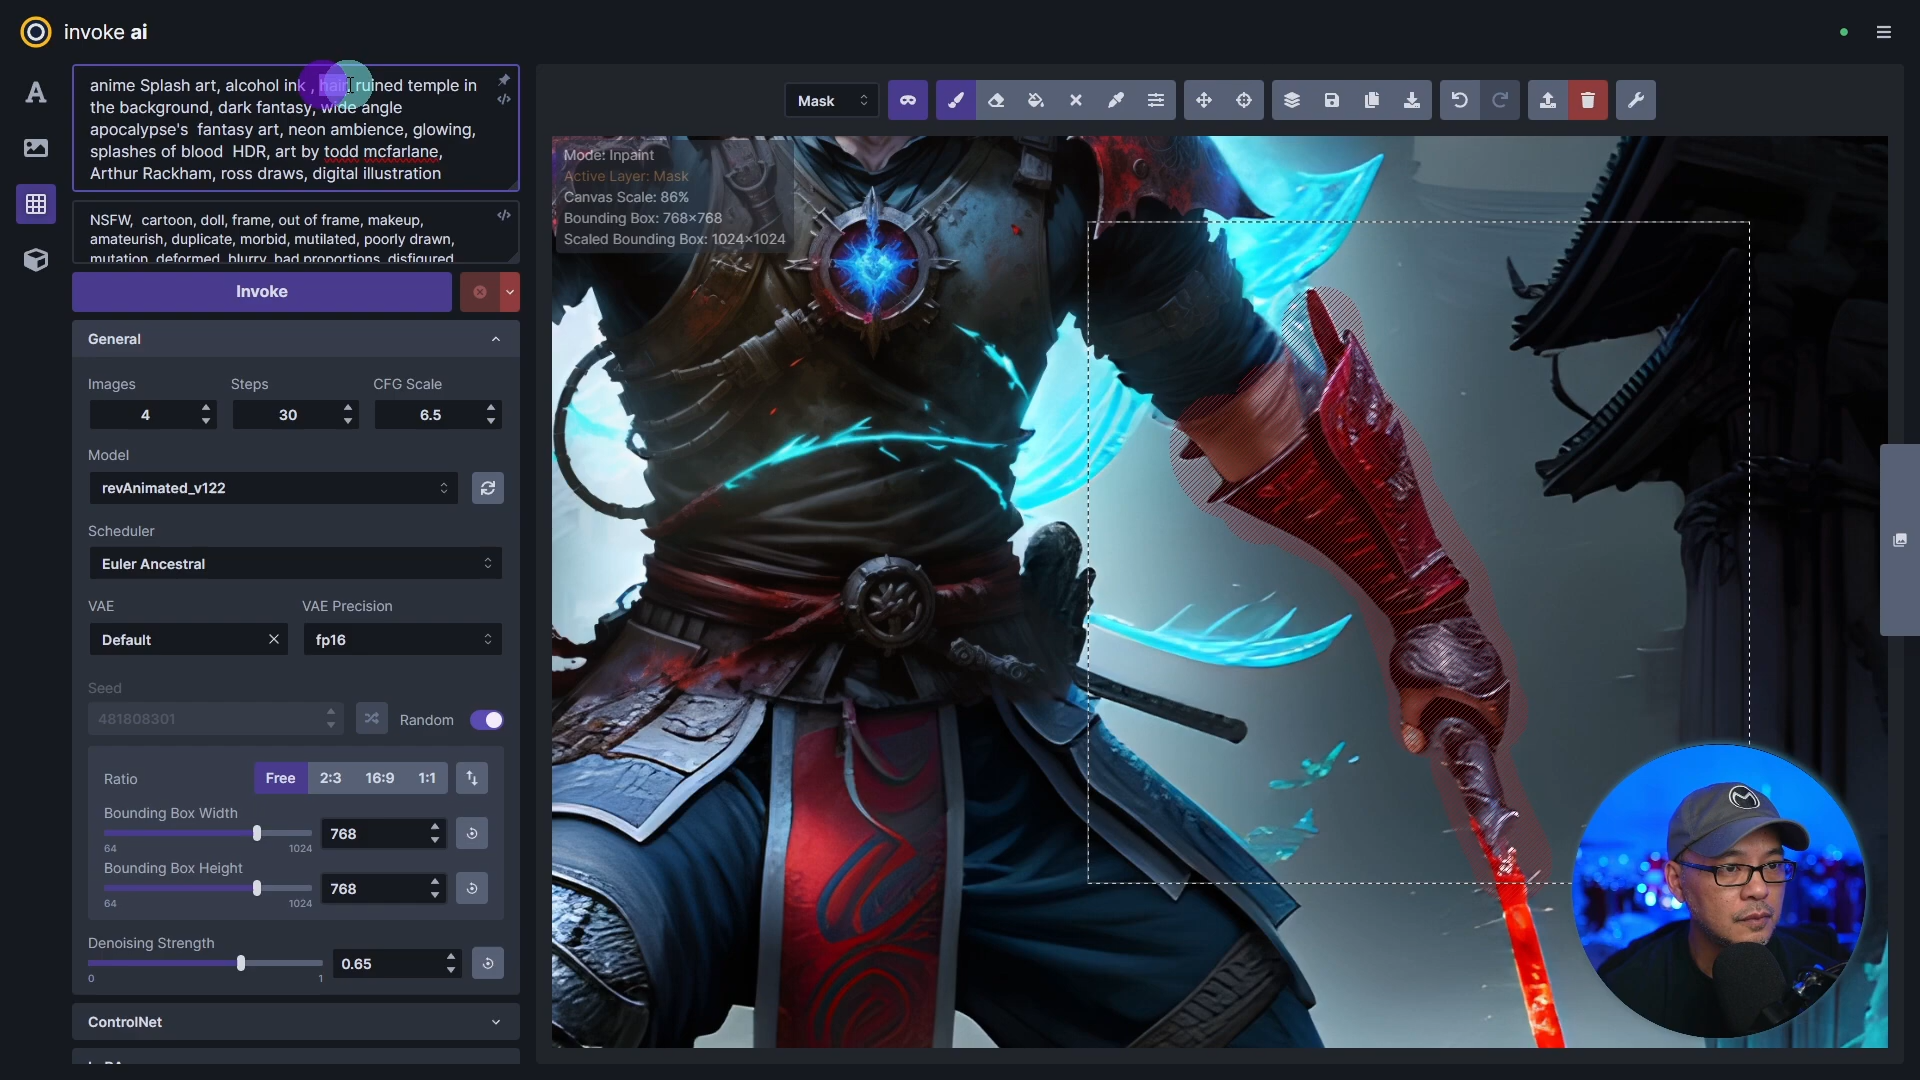 invoke ai
anime Splash art, alcohol ink , hair, ruined temple in
the background, dark fantasy, wide angle
apocalypse's fantasy art, neon ambience, glowing,
splashes of blood HDR, art by todd mcfarlane,
Arthur Rackham, ross draws, digital illustration
NSFW, cartoon, doll, frame, out of frame, makeup,
amateurish, duplicate, morbid, mutilated, poorly drawn,
mutation, deformed, blurry, bad proportions, disfigured
Invoke
General
Images
Steps
CFG Scale
4
30
6.5
Model
revAnimated_v122
Scheduler
Euler Ancestral
VAE
VAE Precision
Default
fp16
Seed
481808301
Random
Ratio
Free
2:3
16:9
1:1
Bounding Box Width
768
64
1024
Bounding Box Height
768
64
1024
Denoising Strength
0.65
0
1
ControlNet
Mask
Mode: Inpaint
Active Layer: Mask
Canvas Scale: 86%
Bounding Box: 768×768
Scaled Bounding Box: 1024×1024